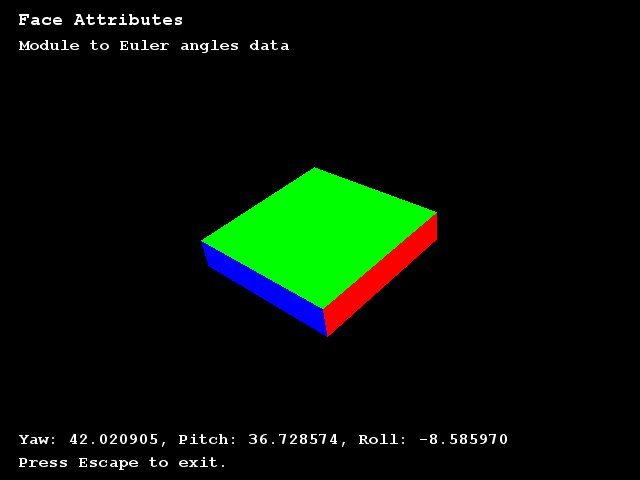 Face Attributes
Module to Euler angles data
Yaw: 42.020905, Pitch: 36.728574, Roll: -8.585970
Press Escape to exit.